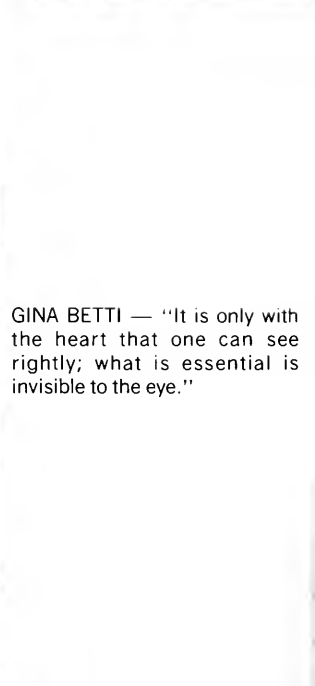 GINA BETTI — “It is only with
the heart that one can see
rightly; what is essential is
invisible to the eye.”